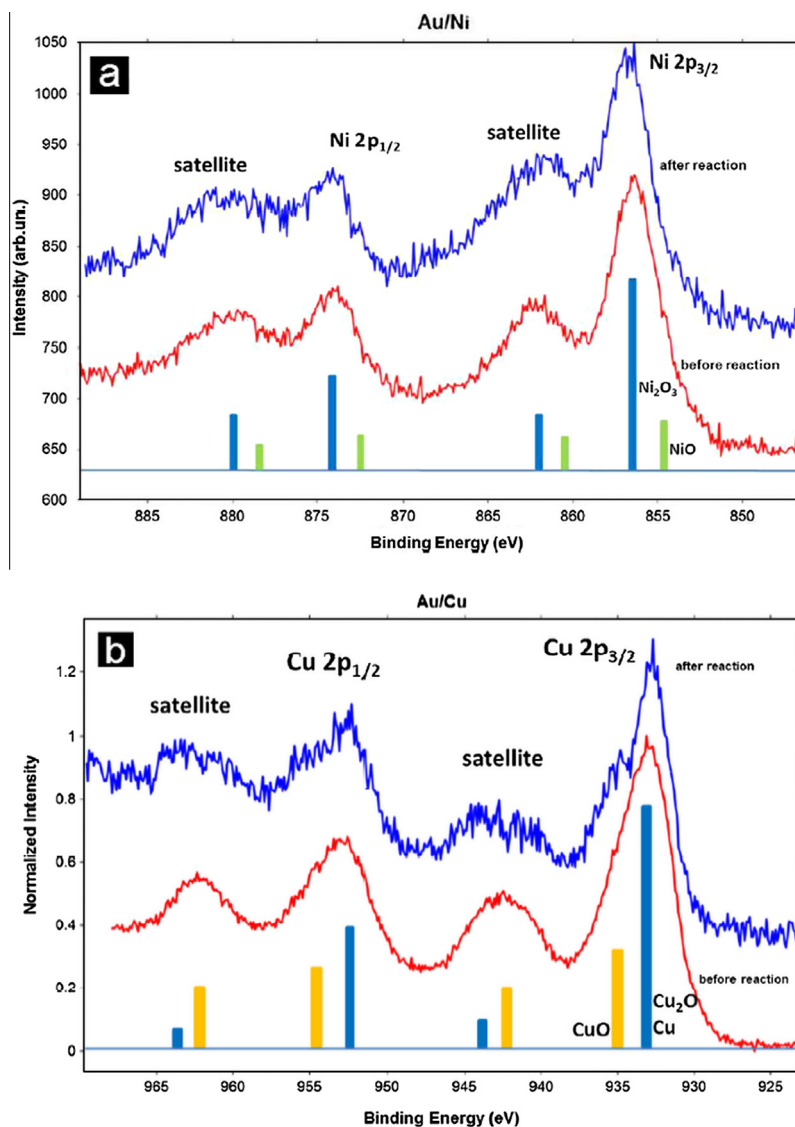 Au/Ni
a
Ni 2p3/2
Ni 2p1/2
satellite
satellite
after reaction
before reaction
Ni2O3
NiO
Intensity (arb.un.)
1050
1000
950
900
850
800
750
700
650
600
885 880 875 870 865 860 855 850
Binding Energy (eV)
Au/Cu
b
Cu 2p1/2
Cu 2p3/2
after reaction
satellite
satellite
before reaction
CuO
Cu2O
Cu
Normalized Intensity
1.2
1
0.8
0.6
0.4
0.2
0
965 960 955 950 945 940 935 930 925
Binding Energy (eV)